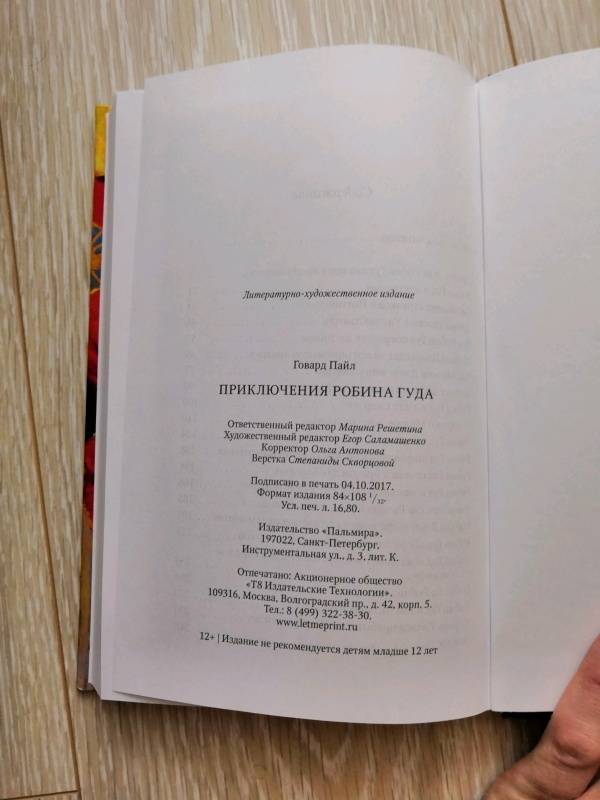 Литературно-художественное издание
Говард Пайл
ПРИКЛЮЧЕНИЯ РОБИНА ГУДА
Ответственный редактор Марина Решетина
Художественный редактор Егор Саламашенко
Корректор Ольга Антонова
Верстка Степаниды Скворцовой
Подписано в печать 04.10.2017.
Формат издания 84×108 1/32.
Усл. печ. л. 16,80.
Издательство «Пальмира».
197022, Санкт-Петербург,
Инструментальная ул., д. 3, лит. К.
Отпечатано: Акционерное общество
«Т8 Издательские Технологии».
109316, Москва, Волгоградский пр., д. 42, корп. 5.
Тел.: 8 (499) 322-38-30.
www.letmeprint.ru
12+ | Издание не рекомендуется детям младше 12 лет